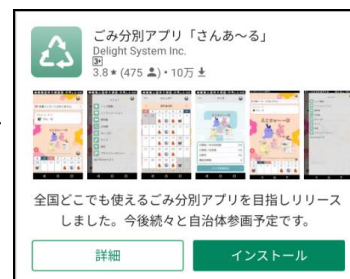 ごみ分別アプリ「さんあ~る」
Delight System Inc.
3+
3.8★ (475 👤) • 10万
全国どこでも使えるごみ分別アプリを目指しリリース
しました。今後続々と自治体参画予定です。
詳細
インストール